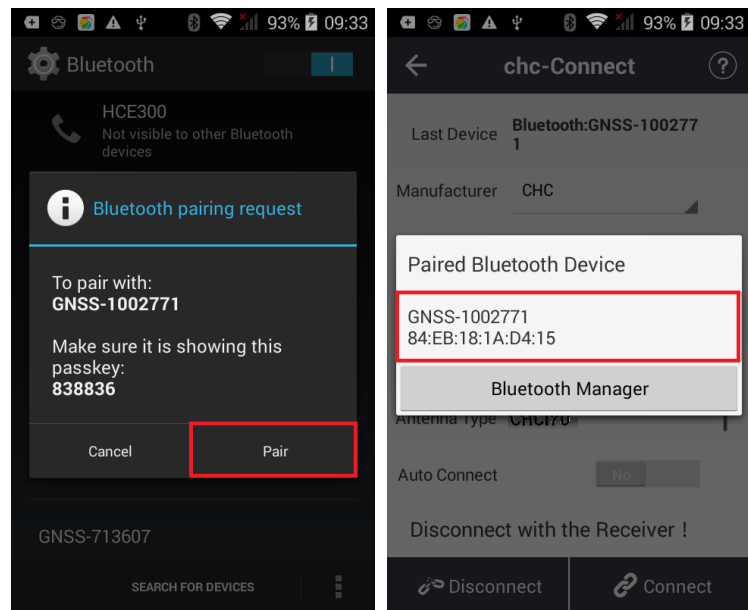 93% 09:33
Bluetooth
HCE300
Not visible to other Bluetooth
devices
Bluetooth pairing request
To pair with:
GNSS-1002771
Make sure it is showing this
passkey:
838836
Cancel Pair
GNSS-713607
SEARCH FOR DEVICES
93% 09:33
chc-Connect ?
Last Device Bluetooth:GNSS-100277
1
Manufacturer CHC
Paired Bluetooth Device
GNSS-1002771
84:EB:18:1A:D4:15
Bluetooth Manager
Antenna Type
Auto Connect No
Disconnect with the Receiver !
Disconnect Connect